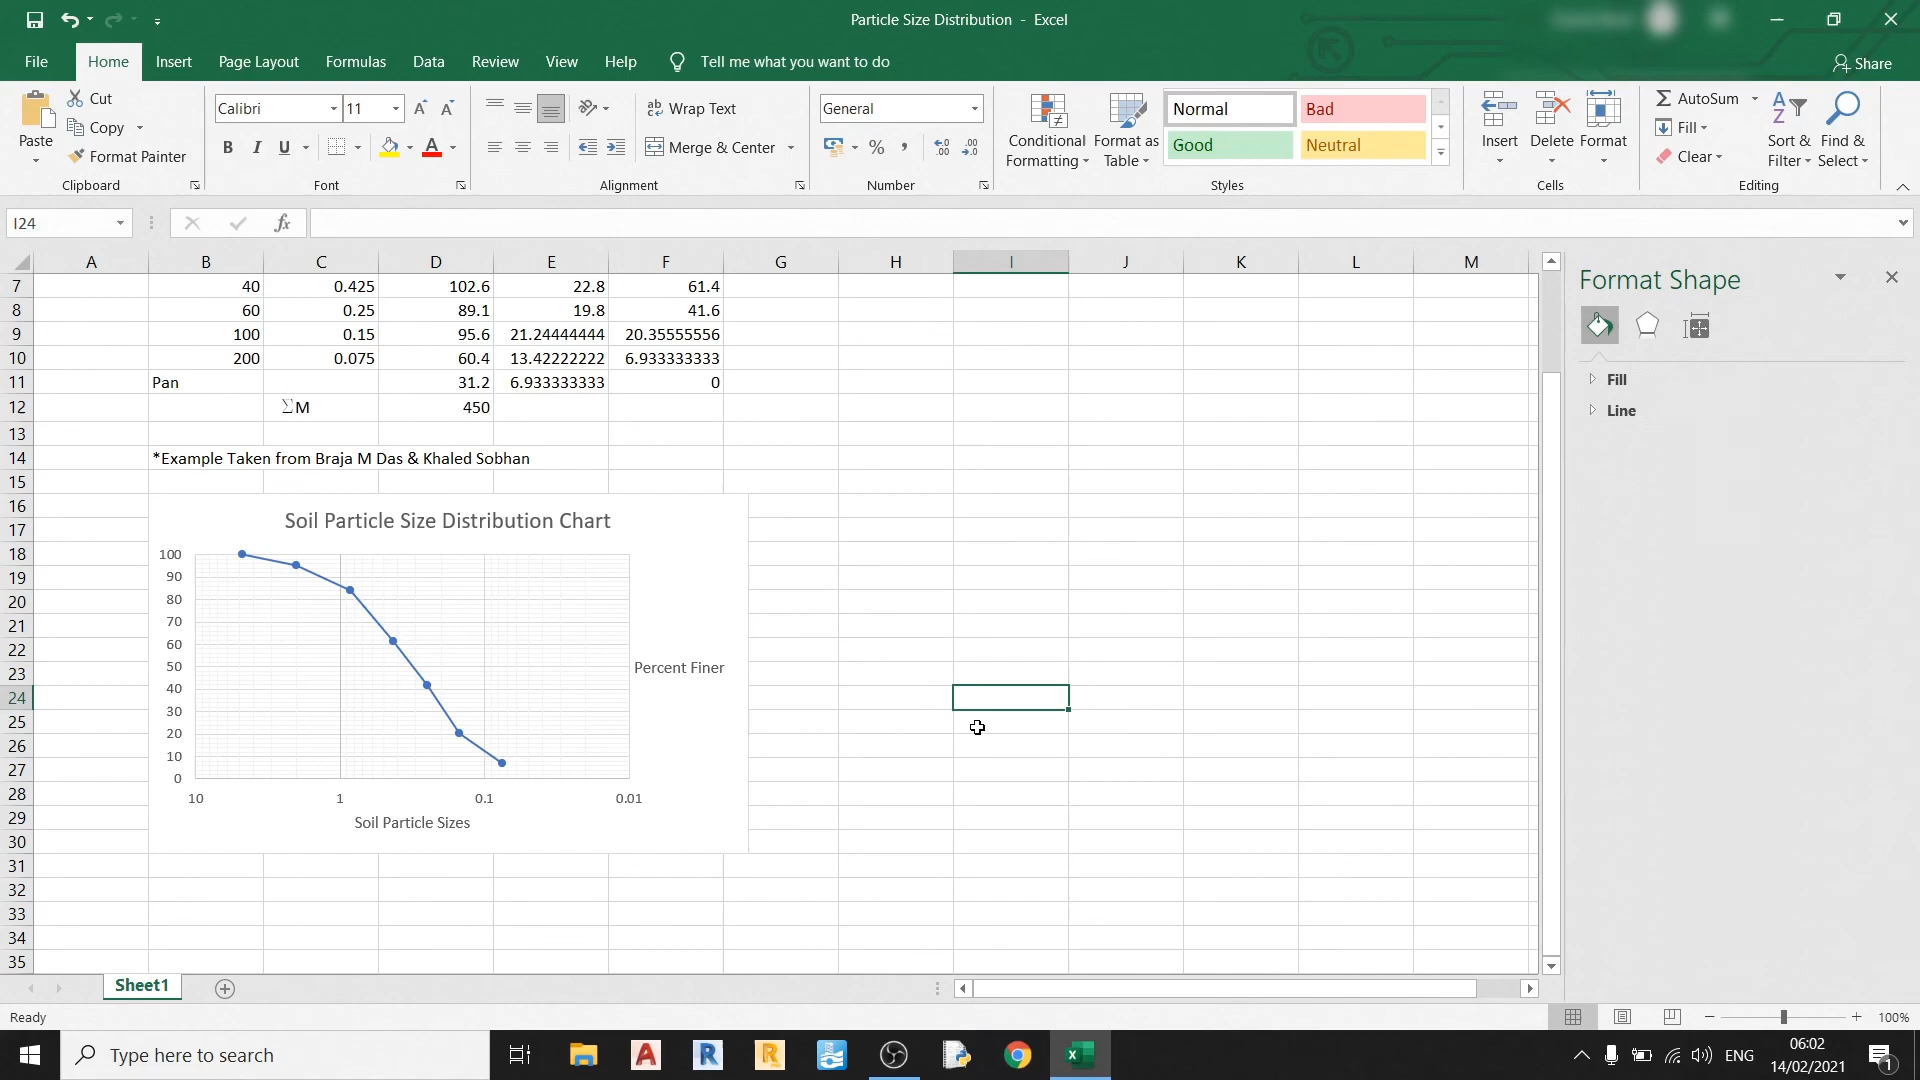 Particle Size Distribution - Excel
File Home Insert Page Layout Formulas Data Review View Help Tell me what you want to do Share
Paste Cut Copy Format Painter Clipboard
Calibri 11 B I U A Font
Wrap Text Merge & Center Alignment
General % , Number
Conditional Formatting Format as Table Normal Bad Good Neutral Styles
Insert Delete Format Cells
AutoSum Fill Clear Sort & Filter Find & Select Editing
I24 fx
A B C D E F G H I J K L M
7 40 0.425 102.6 22.8 61.4
8 60 0.25 89.1 19.8 41.6
9 100 0.15 95.6 21.24444444 20.35555556
10 200 0.075 60.4 13.42222222 6.933333333
11 Pan 31.2 6.933333333 0
12 ∑M 450
13
14 *Example Taken from Braja M Das & Khaled Sobhan
15
16
17
18
19
20
21
22
23
24
25
26
27
28
29
30
31
32
33
34
35
Soil Particle Size Distribution Chart
100
90
80
70
60
50
40
30
20
10
0
Percent Finer
10 1 0.1 0.01
Soil Particle Sizes
Format Shape
Fill
Line
Sheet1
Ready 100%
Type here to search
ENG
06:02
14/02/2021
1